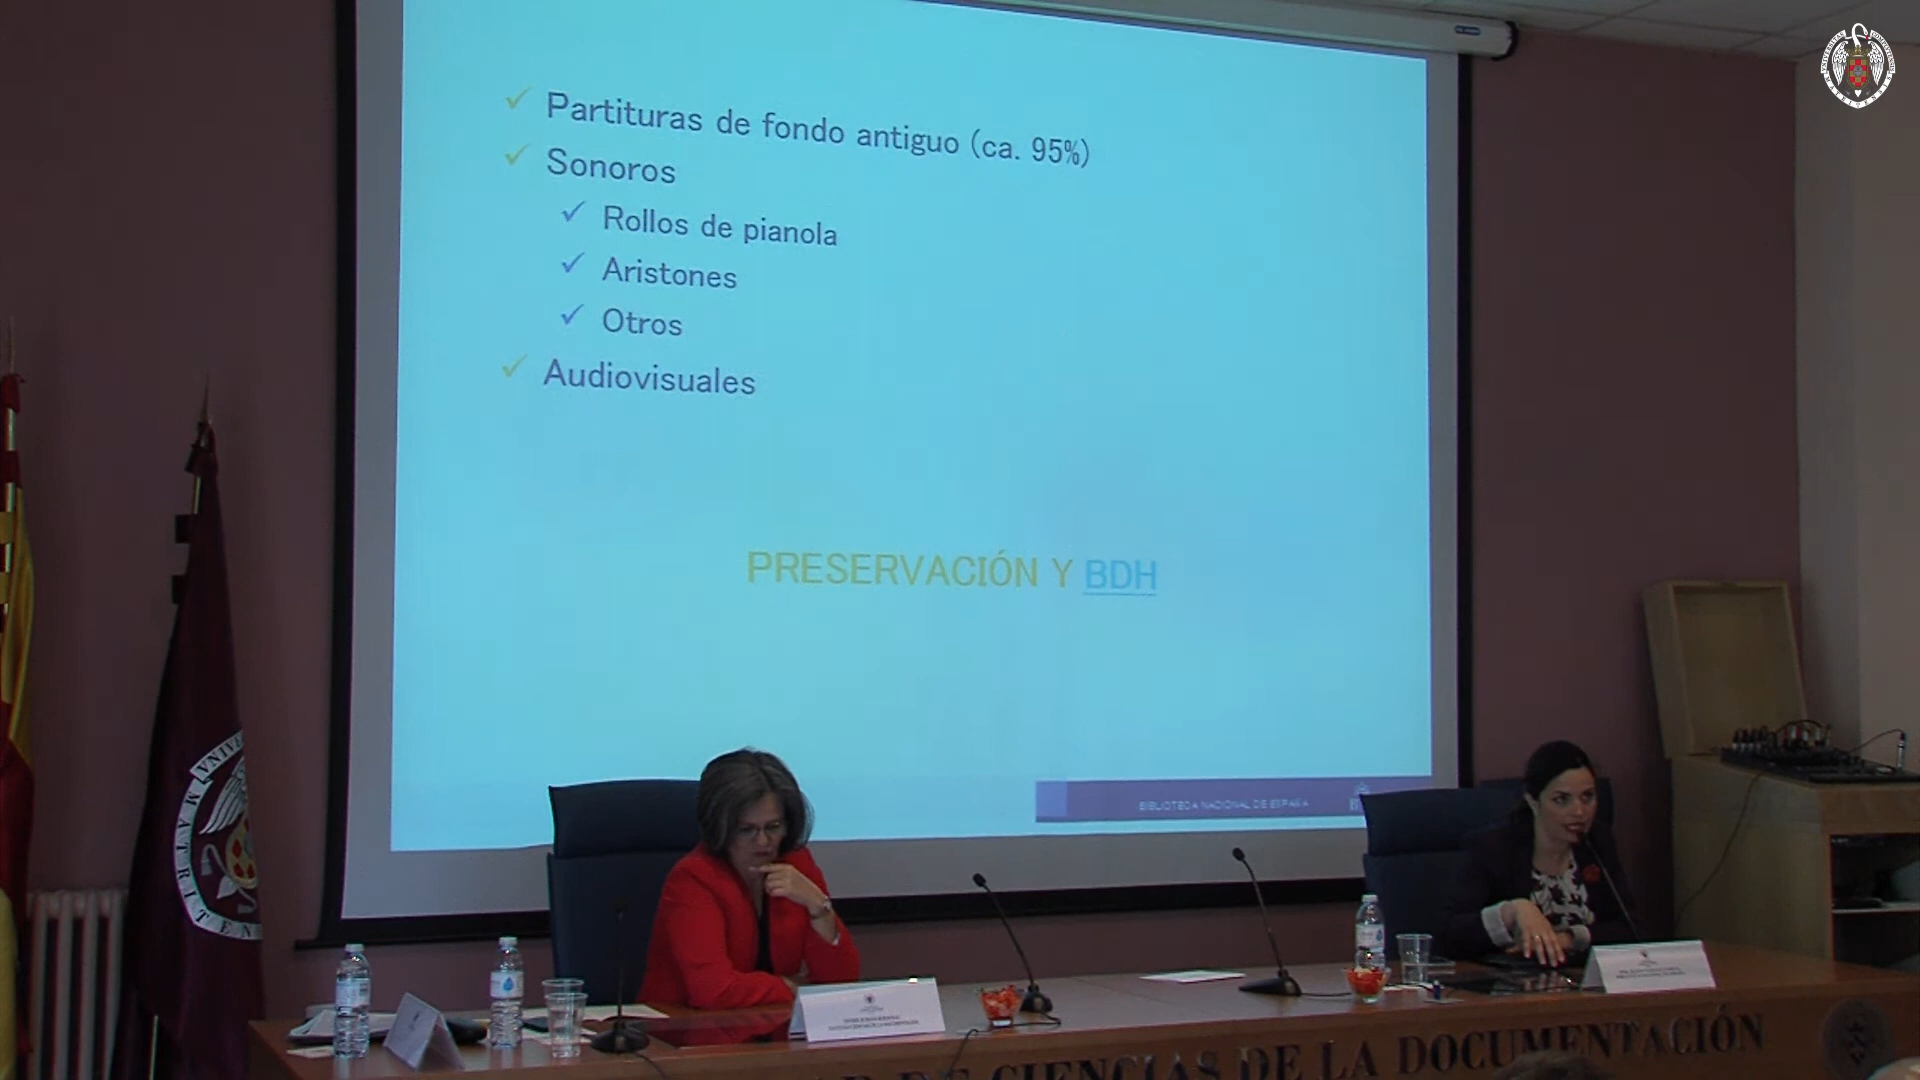 ✓ Partituras de fondo antiguo (ca. 95%)
✓ Sonoros
✓ Rollos de pianola
✓ Aristones
✓ Otros
✓ Audiovisuales
PRESERVACIÓN Y BDH
BIBLIOTECA NACIONAL DE ESPAÑA
DE CIENCIAS DE LA DOCUMENTACIÓN